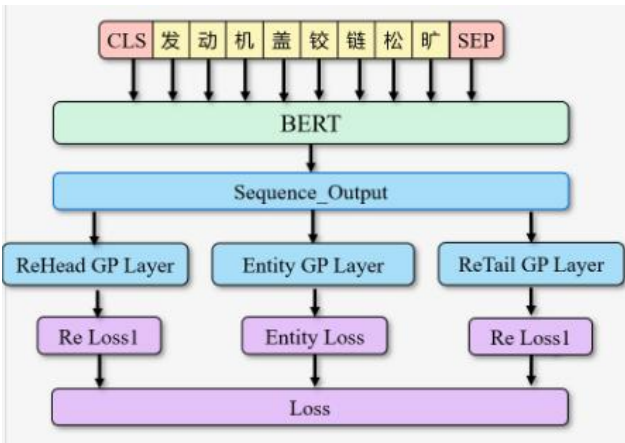 CLS 发 动 机 盖 铰 链 松 旷 SEP
BERT
Sequence_Output
ReHead GP Layer Entity GP Layer ReTail GP Layer
Re Loss1 Entity Loss Re Loss1
Loss